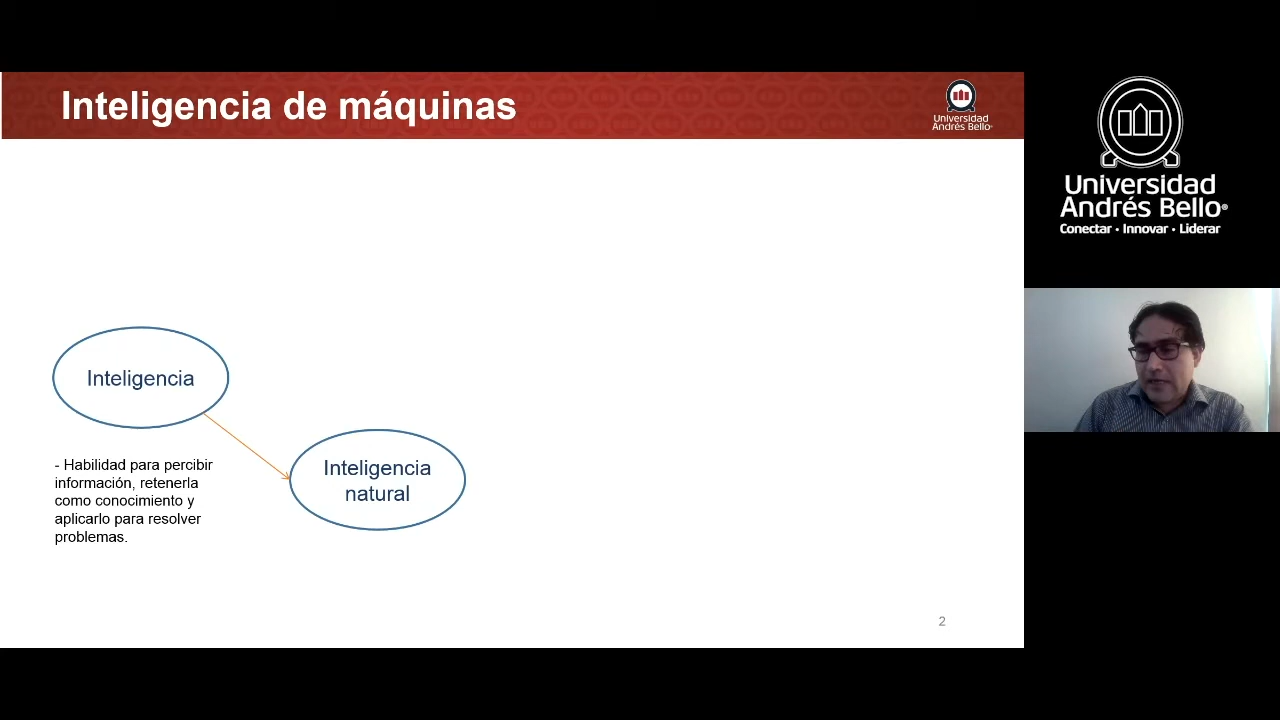 Inteligencia de máquinas
Universidad
Andrés Bello®
Universidad
Andrés Bello®
Conectar • Innovar • Liderar
Inteligencia
- Habilidad para percibir
información, retenerla
como conocimiento y
aplicarlo para resolver
problemas.
Inteligencia
natural
2